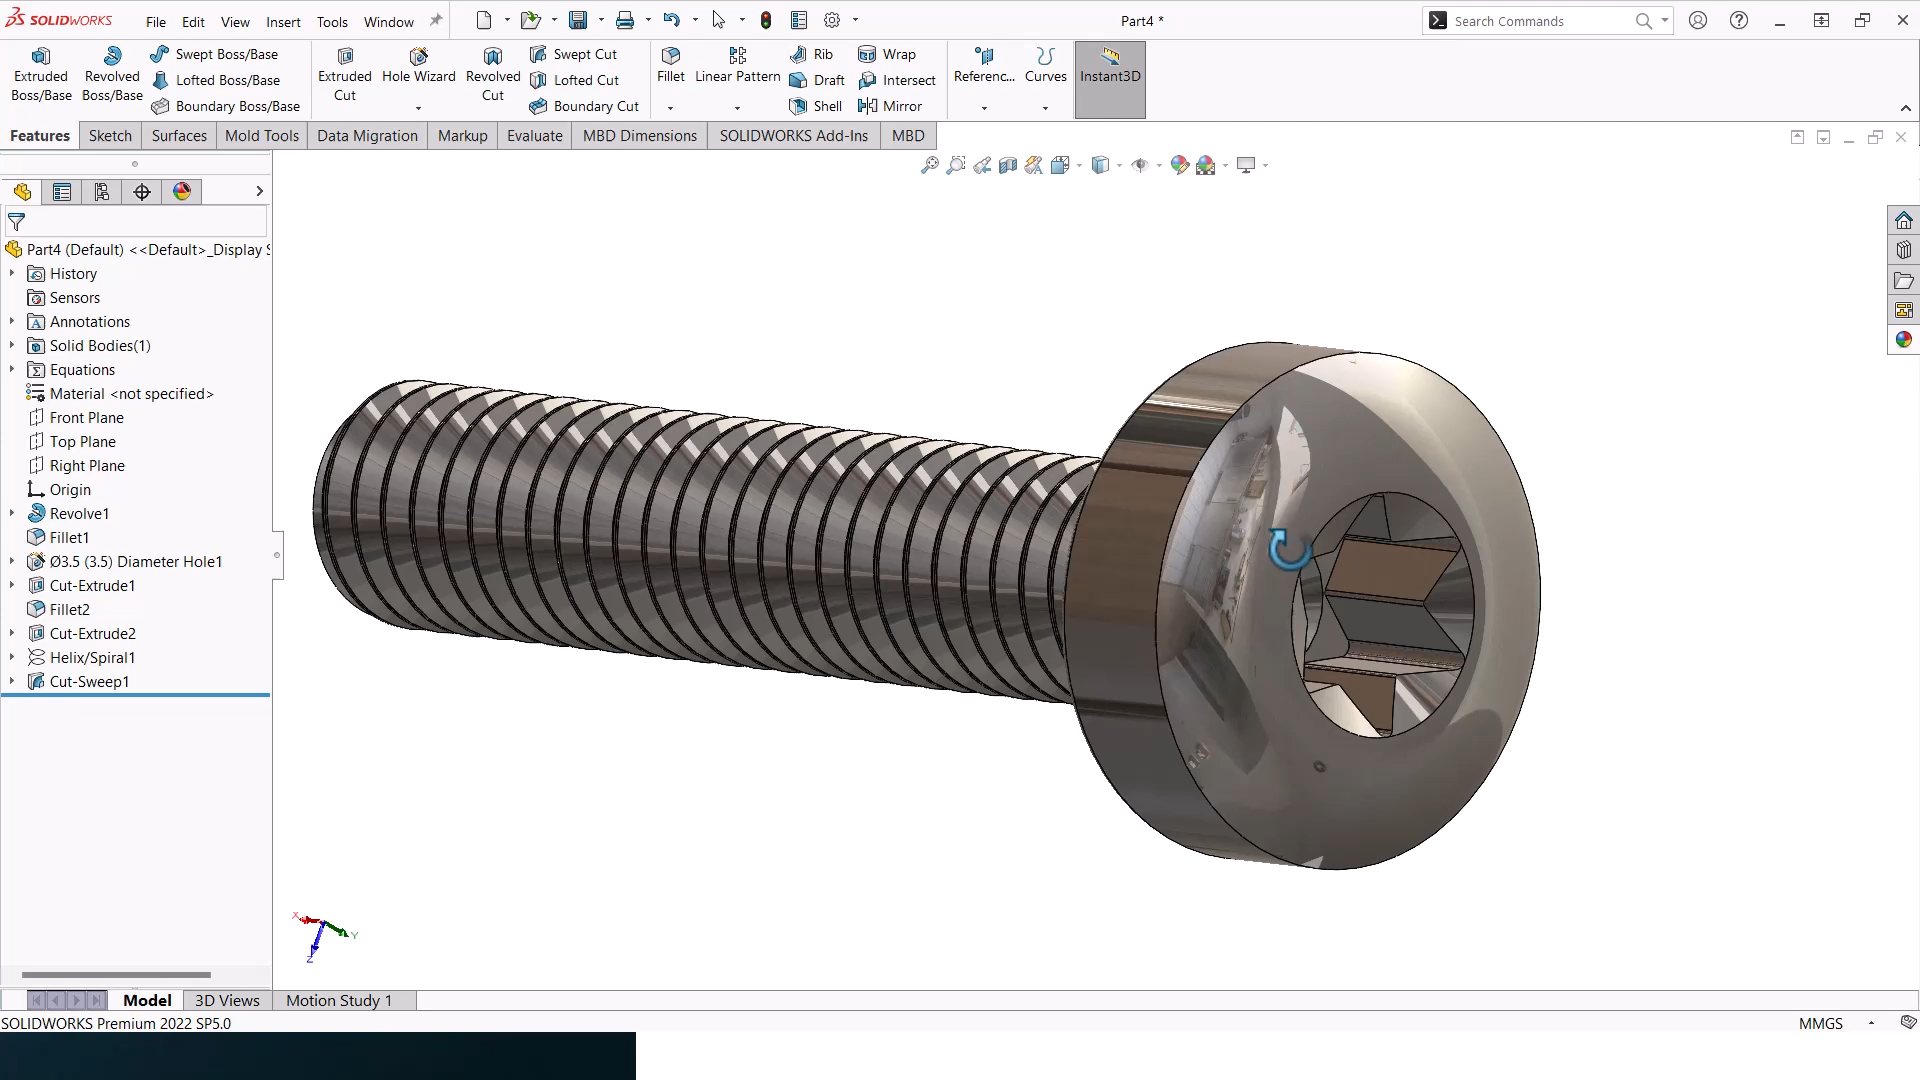 SOLIDWORKS File Edit View Insert Tools Window Part4 * Search Commands
Extruded Boss/Base
Revolved Boss/Base
Swept Boss/Base
Lofted Boss/Base
Boundary Boss/Base
Extruded Cut
Hole Wizard
Revolved Cut
Swept Cut
Lofted Cut
Boundary Cut
Fillet
Linear Pattern
Rib
Draft
Shell
Wrap
Intersect
Mirror
Referenc...
Curves
Instant3D
Features Sketch Surfaces Mold Tools Data Migration Markup Evaluate MBD Dimensions SOLIDWORKS Add-Ins MBD
Part4 (Default) <<Default>_Display S
History
Sensors
Annotations
Solid Bodies(1)
Equations
Material <not specified>
Front Plane
Top Plane
Right Plane
Origin
Revolve1
Fillet1
Ø3.5 (3.5) Diameter Hole1
Cut-Extrude1
Fillet2
Cut-Extrude2
Helix/Spiral1
Cut-Sweep1
X
Y
Z
Model 3D Views Motion Study 1
SOLIDWORKS Premium 2022 SP5.0 MMGS